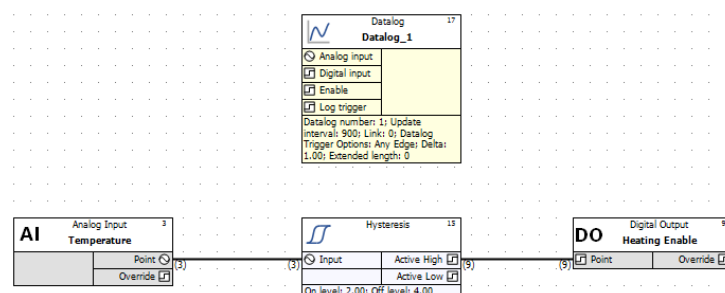 Datalog 17
Datalog_1
Analog input
Digital input
Enable
Log trigger
Datalog number: 1; Update
interval: 900; Link: 0; Datalog
Trigger Options: Any Edge; Delta:
1.00; Extended length: 0
AI Analog Input 3
Temperature
Point (3)
Override
Hysteresis 15
(3) Input Active High (9)
Active Low
On level: 2.00; Off level: 4.00
DO Digital Output 9
Heating Enable
(9) Point Override